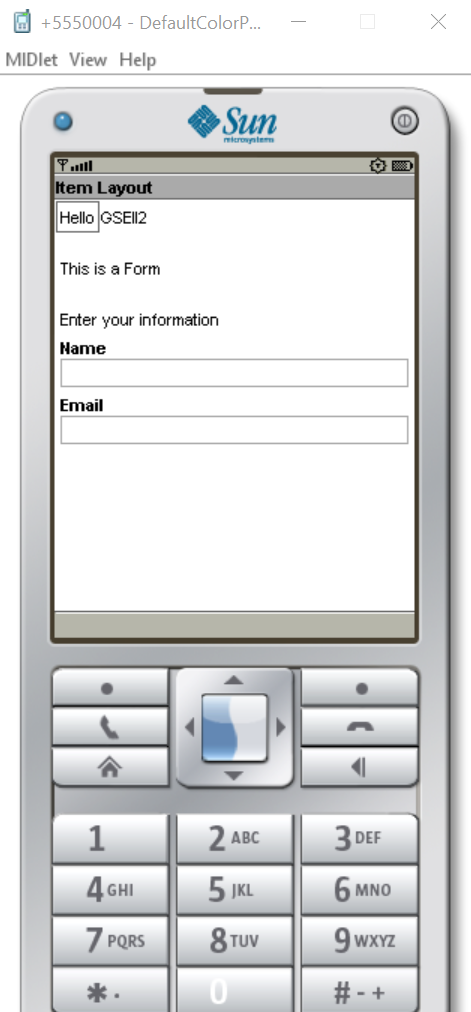 +5550004 - DefaultColorP...
MIDlet View Help
Sun
microsystems
Item Layout
Hello GSEII2
This is a Form
Enter your information
Name
Email
1 2 ABC 3 DEF
4 GHI 5 JKL 6 MNO
7 PQRS 8 TUV 9 WXYZ
* . 0 # - +